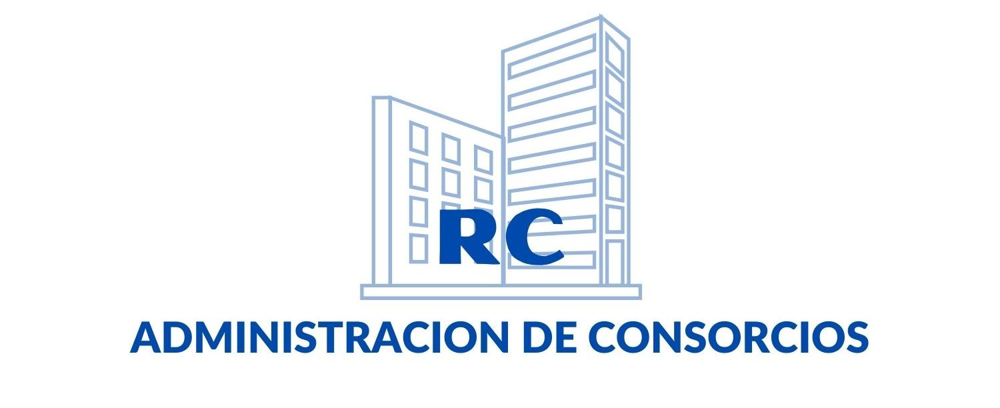 RC
ADMINISTRACION DE CONSORCIOS